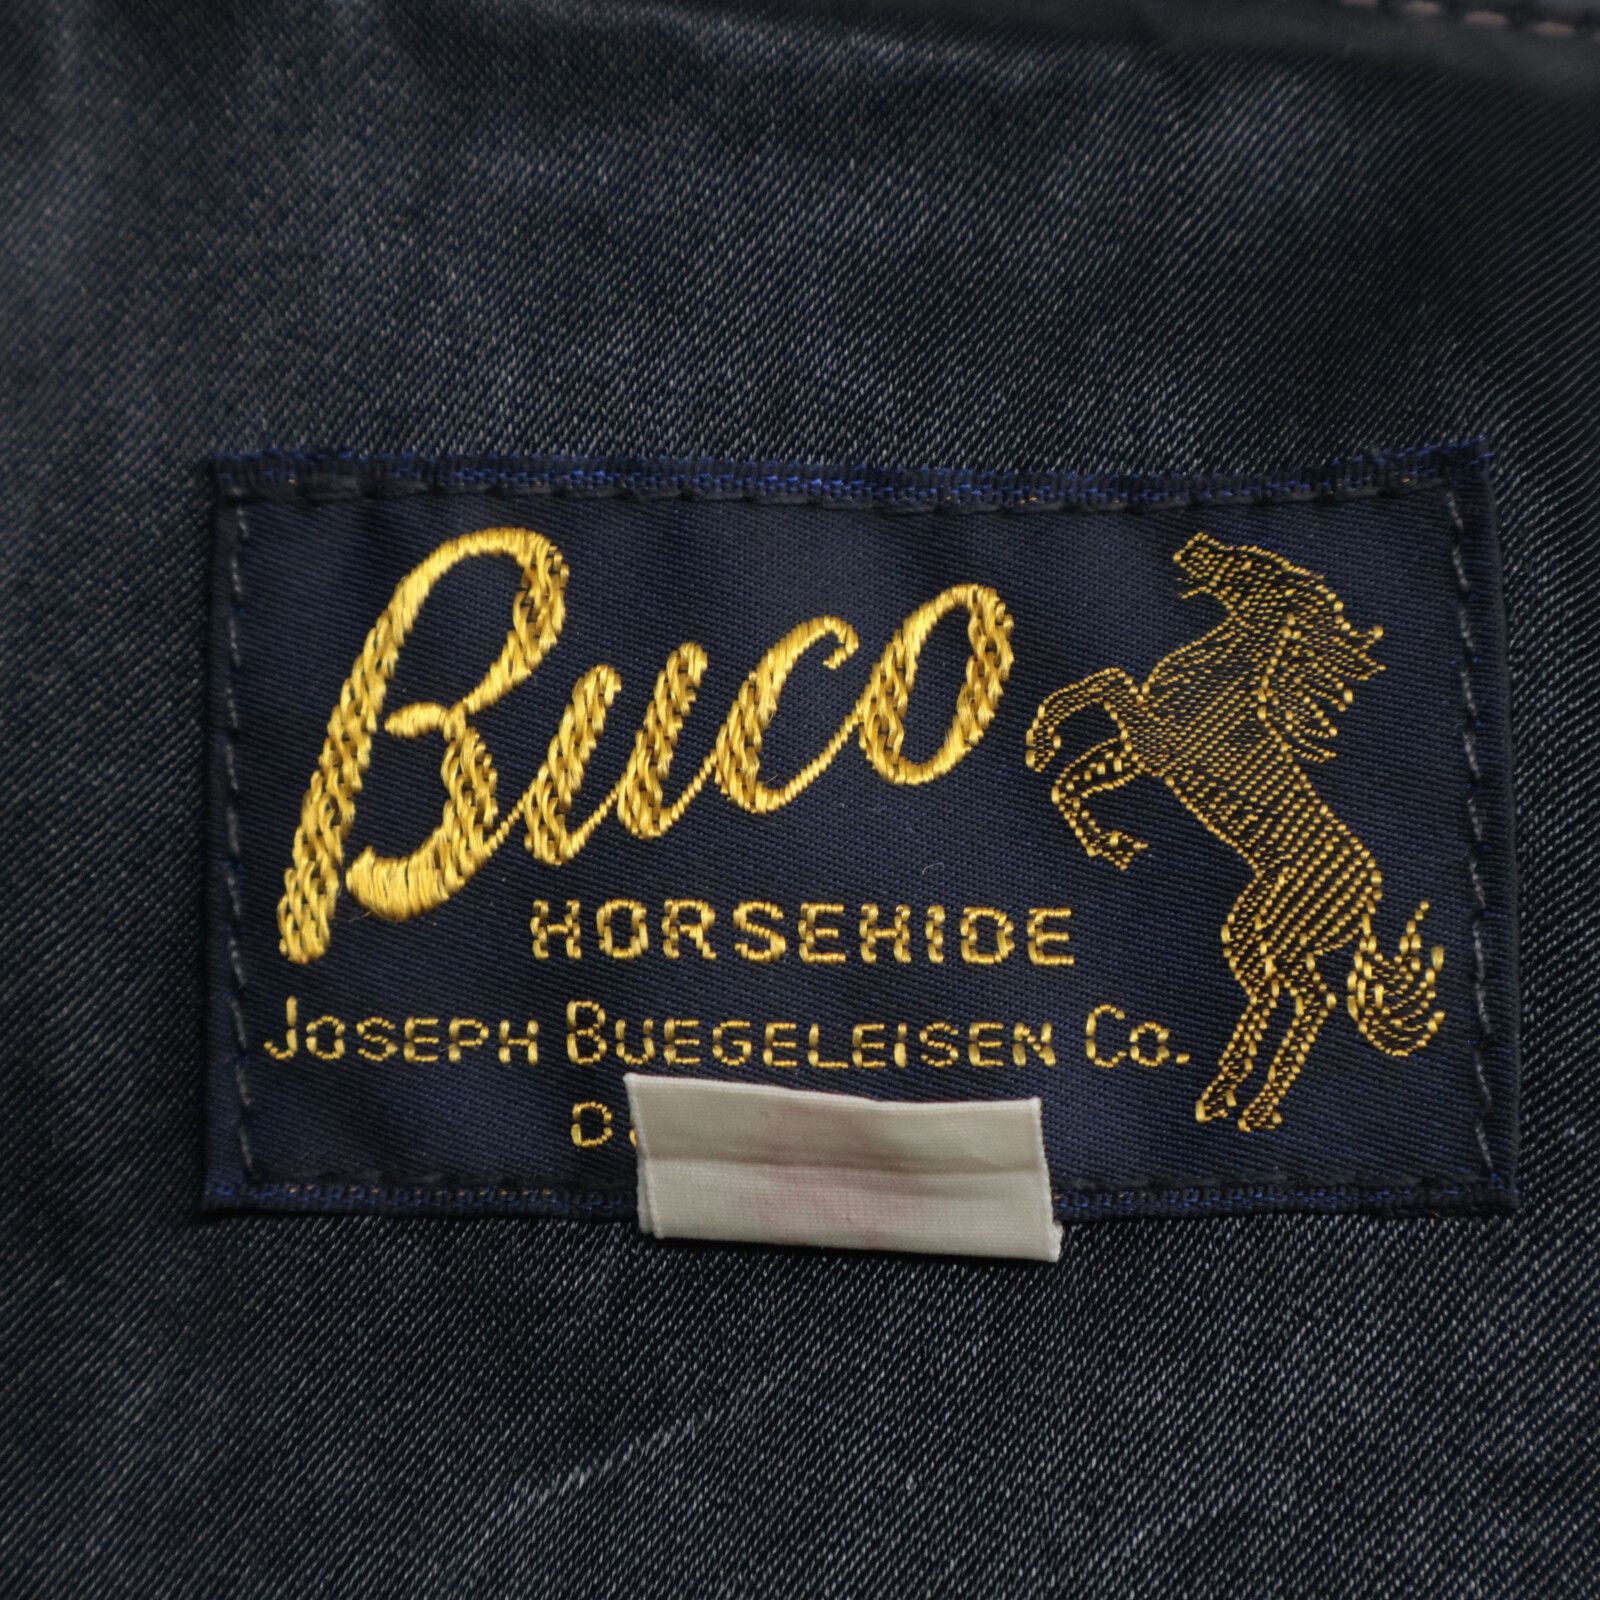 Buco
HORSEHIDE
JOSEPH BUEGELEISEN CO.